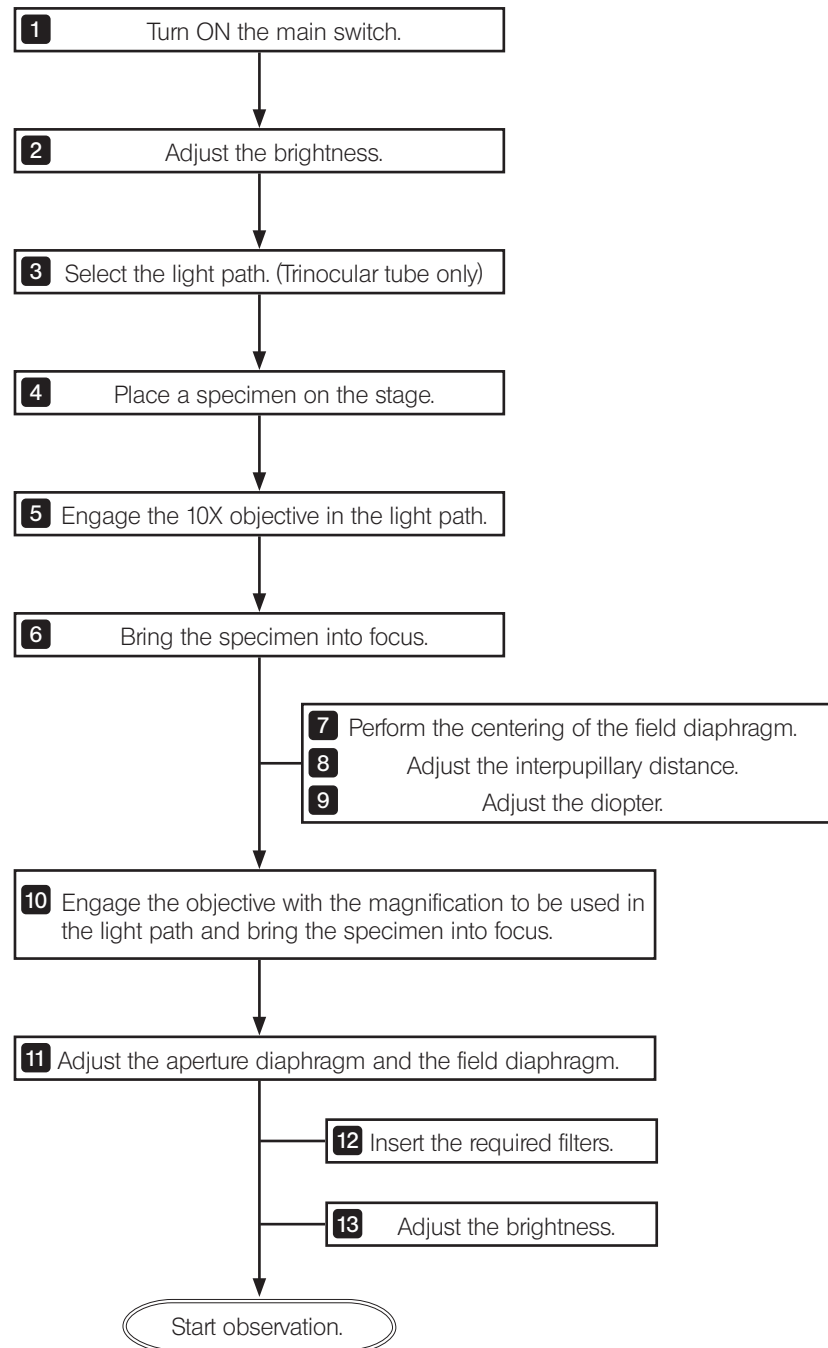 1 Turn ON the main switch.
2 Adjust the brightness.
3 Select the light path. (Trinocular tube only)
4 Place a specimen on the stage.
5 Engage the 10X objective in the light path.
6 Bring the specimen into focus.
7 Perform the centering of the field diaphragm.
8 Adjust the interpupillary distance.
9 Adjust the diopter.
10 Engage the objective with the magnification to be used in
the light path and bring the specimen into focus.
11 Adjust the aperture diaphragm and the field diaphragm.
12 Insert the required filters.
13 Adjust the brightness.
Start observation.